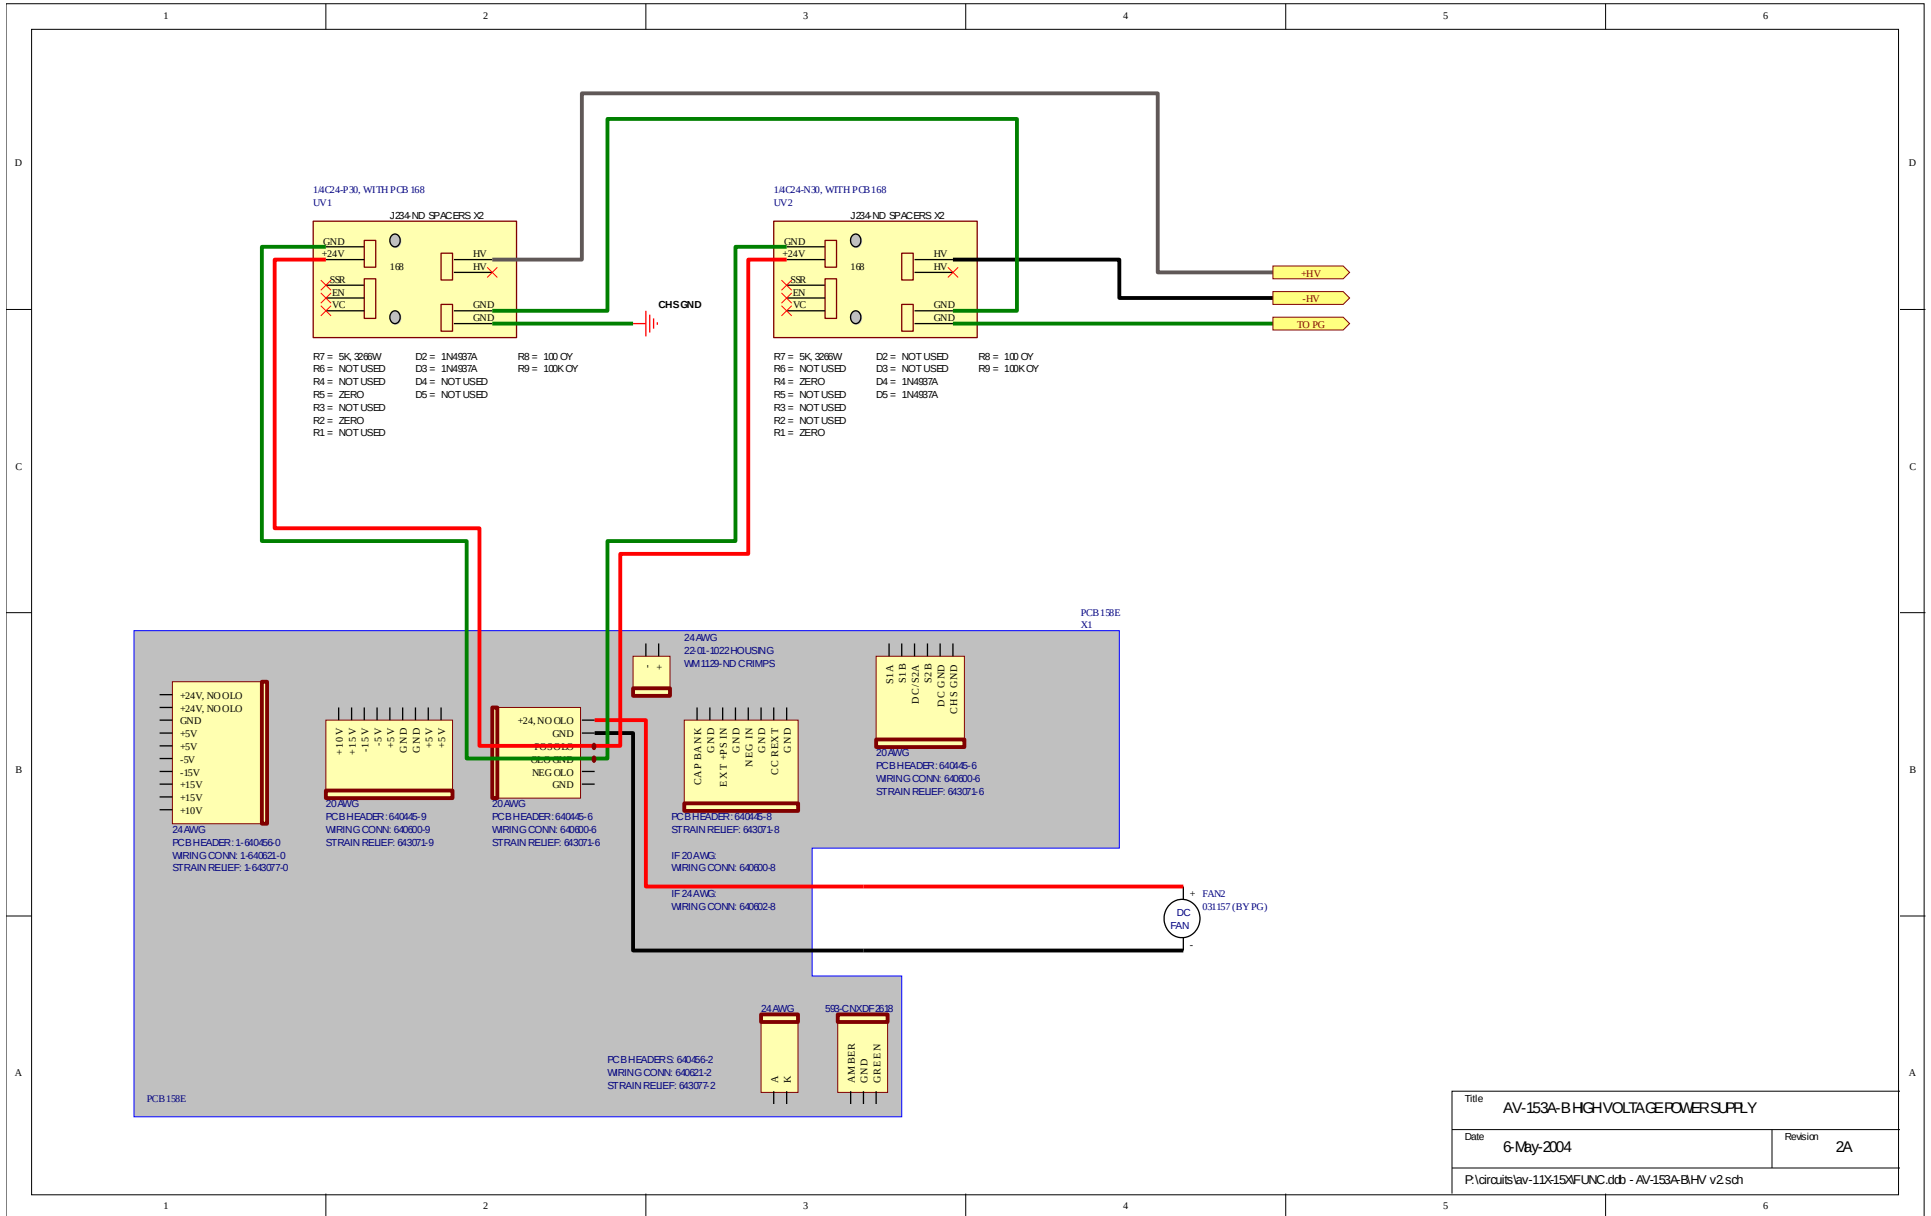 1 2 3 4 5 6
D D
1/4C24-P30, WITH PCB 168
UV1
J234-ND SPACERS X2
GND
+24V
168
SSR
EN
VC
HV
HV
GND
GND
CHS GND
1/4C24-N30, WITH PCB 168
UV2
J234-ND SPACERS X2
GND
+24V
168
SSR
EN
VC
HV
HV
GND
GND
+HV
-HV
TO PG
R7 = 5K, 3266W D2 = 1N4937A R8 = 100 OY
R6 = NOT USED D3 = 1N4937A R9 = 100K OY
R4 = NOT USED D4 = NOT USED
R5 = ZERO D5 = NOT USED
R3 = NOT USED
R2 = ZERO
R1 = NOT USED
R7 = 5K, 3266W D2 = NOT USED R8 = 100 OY
R6 = NOT USED D3 = NOT USED R9 = 100K OY
R4 = ZERO D4 = 1N4937A
R5 = NOT USED D5 = 1N4937A
R3 = NOT USED
R2 = NOT USED
R1 = ZERO
C C
PCB 158E
X1
24 AWG
22-01-1022 HOUSING
WM1129-ND CRIMPS
- +
S1A
S1B
DC/S2A
S2B
DC GND
CHS GND
20 AWG
PCB HEADER: 640445-6
WIRING CONN: 640600-6
STRAIN RELIEF: 643071-6
+24V, NO OLO
+24V, NO OLO
GND
+5V
+5V
-5V
-15V
+15V
+15V
+10V
24 AWG
PCB HEADER: 1-640456-0
WIRING CONN: 1-640621-0
STRAIN RELIEF: 1-643077-0
+10V
+15V
-15V
-5V
+5V
GND
GND
+5V
+5V
20 AWG
PCB HEADER: 640445-9
WIRING CONN: 640600-9
STRAIN RELIEF: 643071-9
+24, NO OLO
GND
POS OLO
OLO GND
NEG OLO
GND
20 AWG
PCB HEADER: 640445-6
WIRING CONN: 640600-6
STRAIN RELIEF: 643071-6
CAP BANK
GND
EXT +PS IN
GND
NEG IN
GND
CC REXT
GND
PCB HEADER: 640445-8
STRAIN RELIEF: 643071-8
IF 20 AWG:
WIRING CONN: 640600-8
IF 24 AWG:
WIRING CONN: 640602-8
B B
+ FAN2
031157 (BY PG)
DC
FAN
-
24 AWG
A
K
593-CNXDF2618
AMBER
GND
GREEN
PCB HEADERS: 640456-2
WIRING CONN: 640621-2
STRAIN RELIEF: 643077-2
PCB 158E
A A
Title AV-153A-B HIGH VOLTAGE POWER SUPPLY
Date 6-May-2004 Revision 2A
P:\circuits\av-11X-15X\FUNC.ddb - AV-153A-B\HV v2.sch
1 2 3 4 5 6